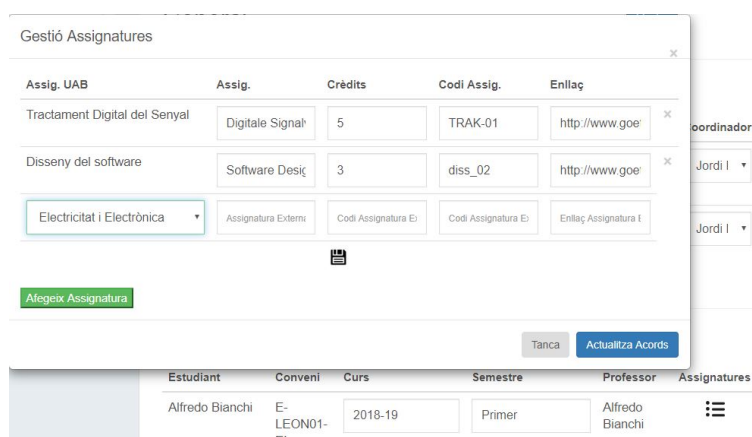 Gestió Assignatures
×
Assig. UAB Assig. Crèdits Codi Assig. Enllaç
Tractament Digital del Senyal Digitale Signal 5 TRAK-01 http://www.goe ×
Disseny del software Software Desig 3 diss_02 http://www.goe ×
Electricitat i Electrònica Assignatura Externa Codi Assignatura E Codi Assignatura E Enllaç Assignatura E
Afegeix Assignatura
Tanca Actualitza Acords
oordinador
Jordi
Jordi
Estudiant Conveni Curs Semestre Professor Assignatures
Alfredo Bianchi E-LEON01- 2018-19 Primer Alfredo Bianchi